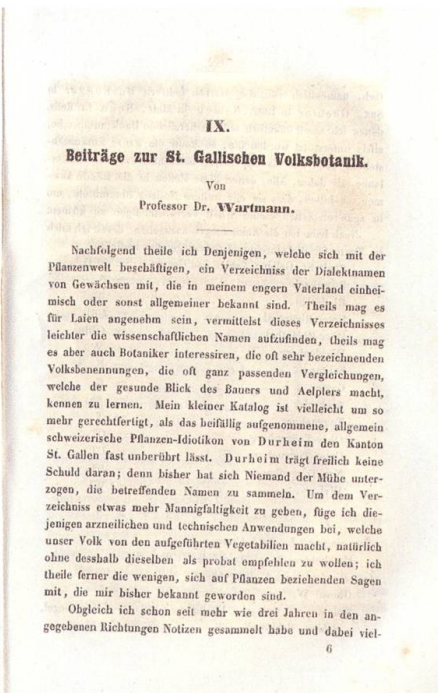 IX.
Beiträge zur St. Gallischen Volksbotanik.
Von
Professor Dr. Wartmann.
Nachfolgend theile ich Denjenigen, welche sich mit der
Pflanzenwelt beschäftigen, ein Verzeichniss der Dialektnamen
von Gewächsen mit, die in meinem engern Vaterland einhei-
misch oder sonst allgemeiner bekannt sind. Theils mag es
für Laien angenehm sein, vermittelst dieses Verzeichnisses
leichter die wissenschaftlichen Namen aufzufinden, theils mag
es aber auch Botaniker interessiren, die oft sehr bezeichnenden
Volksbenennungen, die oft ganz passenden Vergleichungen,
welche der gesunde Blick des Bauers und Aelplers macht,
kennen zu lernen. Mein kleiner Katalog ist vielleicht um so
mehr gerechtfertigt, als das beifällig aufgenommene, allgemein
schweizerische Pflanzen-Idiotikon von Durheim den Kanton
St. Gallen fast unberührt lässt. Durheim trägt freilich keine
Schuld daran; denn bisher hat sich Niemand der Mühe unter-
zogen, die betreffenden Namen zu sammeln. Um dem Ver-
zeichniss etwas mehr Mannigfaltigkeit zu geben, füge ich die-
jenigen arzneilichen und technischen Anwendungen bei, welche
unser Volk von den aufgeführten Vegetabilien macht, natürlich
ohne desshalb dieselben als probat empfehlen zu wollen; ich
theile ferner die wenigen, sich auf Pflanzen beziehenden Sagen
mit, die mir bisher bekannt geworden sind.
Obgleich ich schon seit mehr wie drei Jahren in den an-
gegebenen Richtungen Notizen gesammelt habe und dabei viel-
6